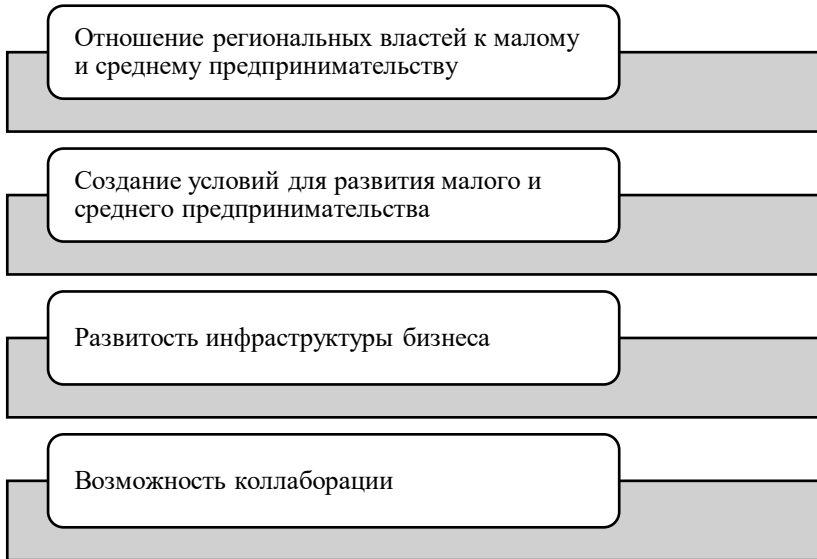 Отношение региональных властей к малому
и среднему предпринимательству
Создание условий для развития малого и
среднего предпринимательства
Развитость инфраструктуры бизнеса
Возможность коллаборации